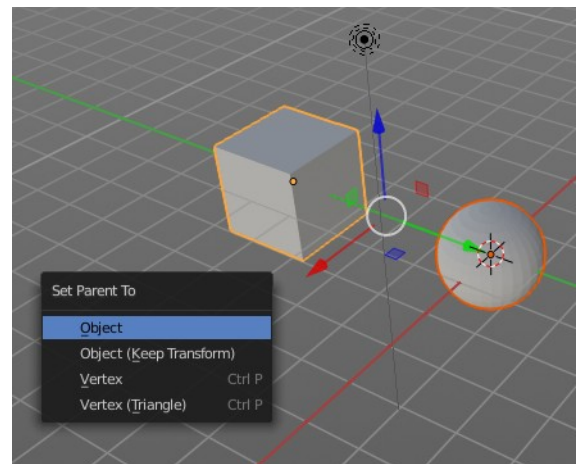 Set Parent To
Object
Object (Keep Transform)
Vertex Ctrl P
Vertex (Triangle) Ctrl P